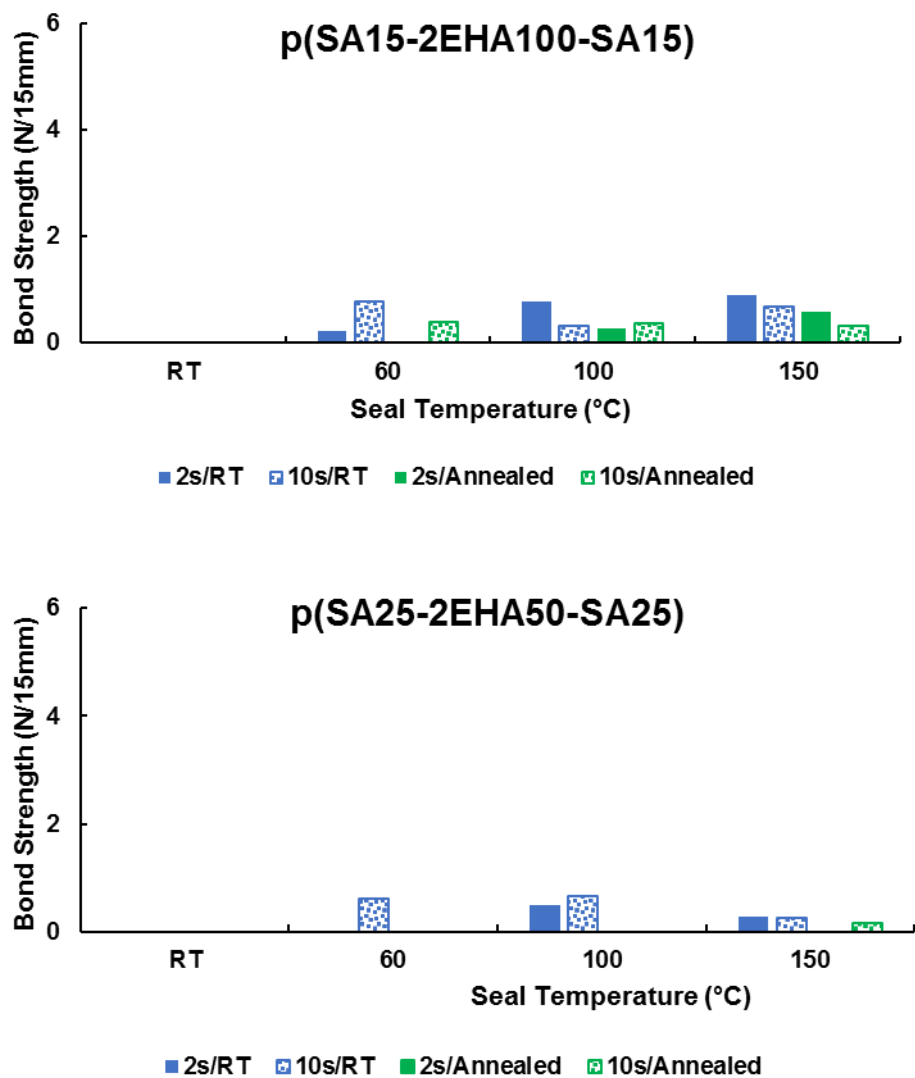 p(SA15-2EHA100-SA15)
Bond Strength (N/15mm)
6
4
2
0
RT 60 100 150
Seal Temperature (°C)
2s/RT 10s/RT 2s/Annealed 10s/Annealed
p(SA25-2EHA50-SA25)
Bond Strength (N/15mm)
6
4
2
0
RT 60 100 150
Seal Temperature (°C)
2s/RT 10s/RT 2s/Annealed 10s/Annealed